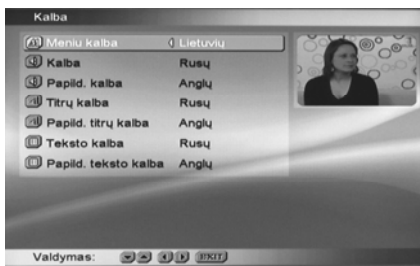 Kalba
Meniu kalba Lietuvių
Kalba Rusų
Papild. kalba Anglų
Titrų kalba Rusų
Papild. titrų kalba Anglų
Teksto kalba Rusų
Papild. teksto kalba Anglų
Valdymas: EXIT